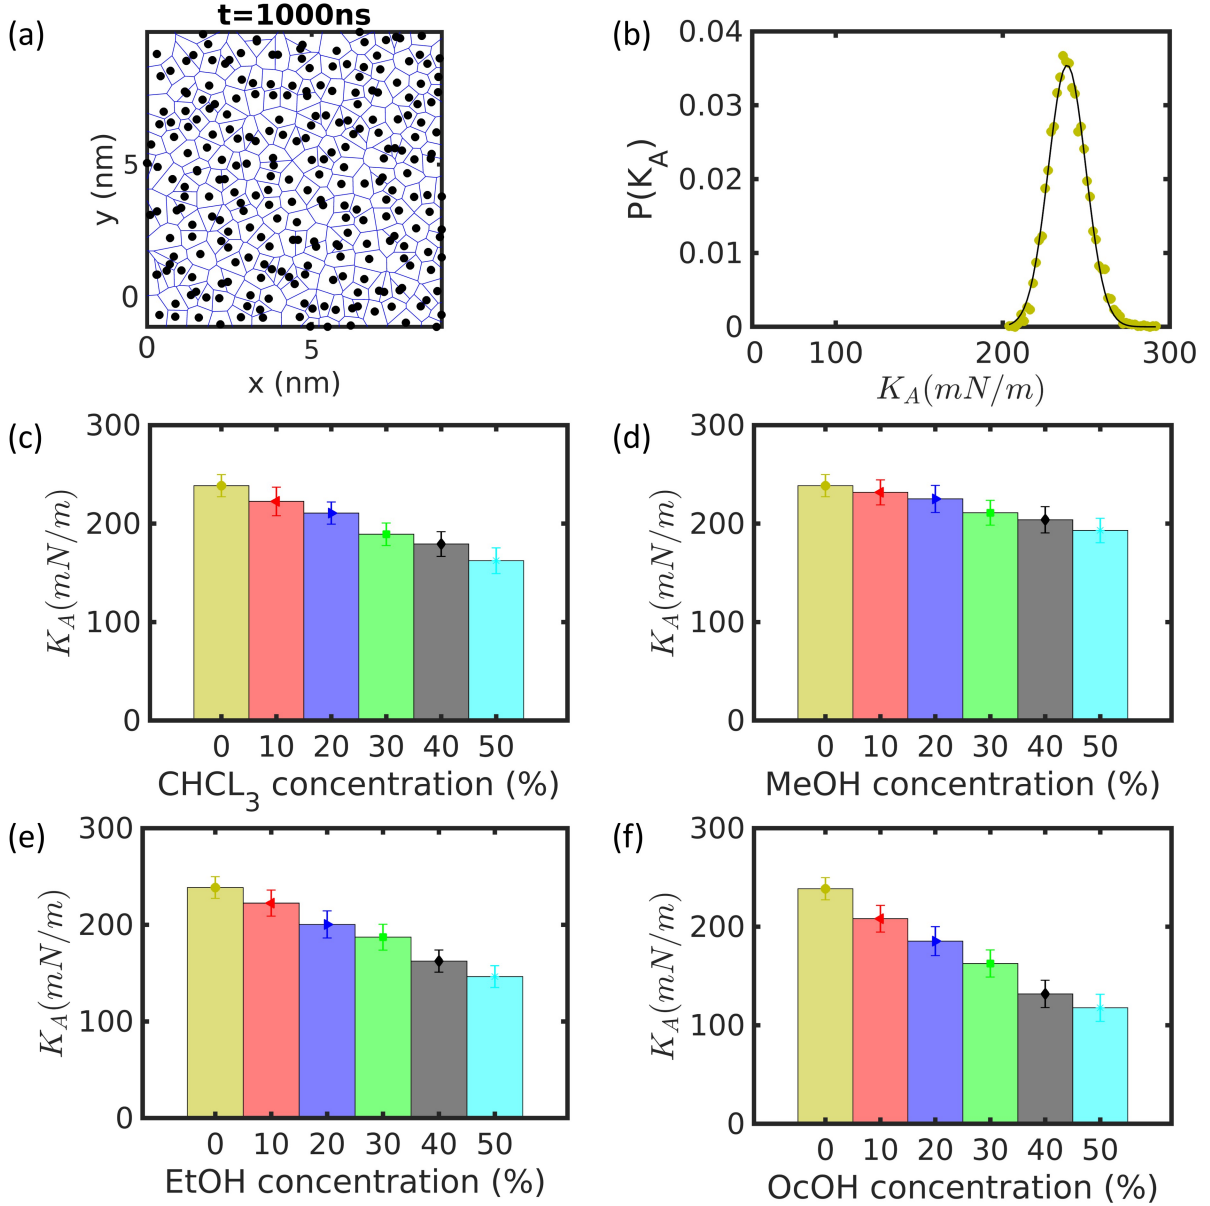 (a)
t=1000ns
y (nm)
5
0
0
5
x (nm)
(b)
P(K_A)
0.04
0.03
0.02
0.01
0
0
100
200
300
K_A(mN/m)
(c)
K_A(mN/m)
300
200
100
0
0 10 20 30 40 50
CHCL_3 concentration (%)
(d)
K_A(mN/m)
300
200
100
0
0 10 20 30 40 50
MeOH concentration (%)
(e)
K_A(mN/m)
300
200
100
0
0 10 20 30 40 50
EtOH concentration (%)
(f)
K_A(mN/m)
300
200
100
0
0 10 20 30 40 50
OcOH concentration (%)